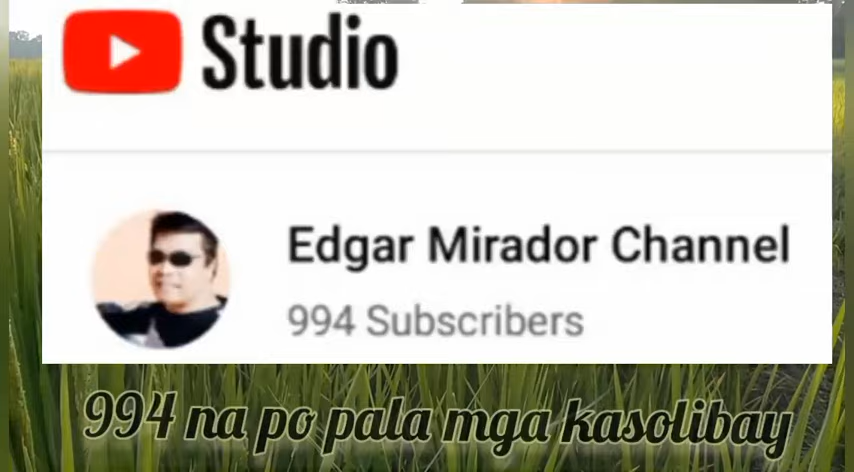 Studio
Edgar Mirador Channel
994 Subscribers
994 na po pala mga kasolibay